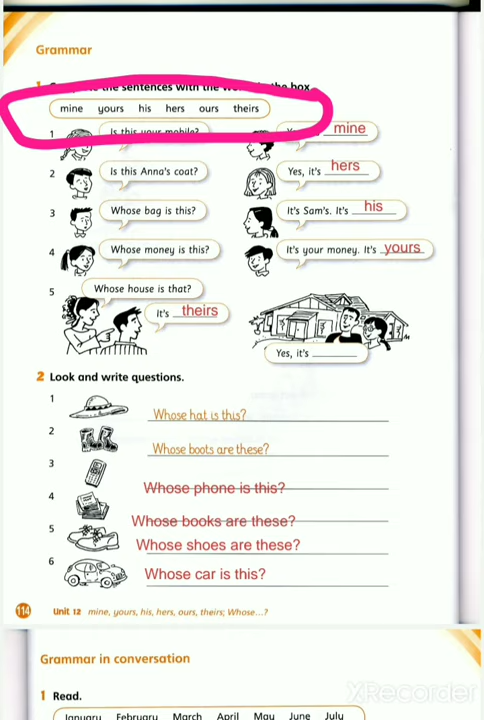 Grammar
the sentences with the
mine yours his hers ours theirs
1 Is this your mobile? mine
2 Is this Anna's coat? Yes, it's hers
3 Whose bag is this? It's Sam's. It's his
4 Whose money is this? It's your money. It's yours
5 Whose house is that?
It's theirs
Yes, it's
2 Look and write questions.
1 Whose hat is this?
2 Whose boots are these?
3 Whose phone is this?
4 Whose books are these?
5 Whose shoes are these?
6 Whose car is this?
114 Unit 12 mine, yours, his, hers, ours, theirs; Whose...?
Grammar in conversation
1 Read.
January February March April May June July
XRecorder